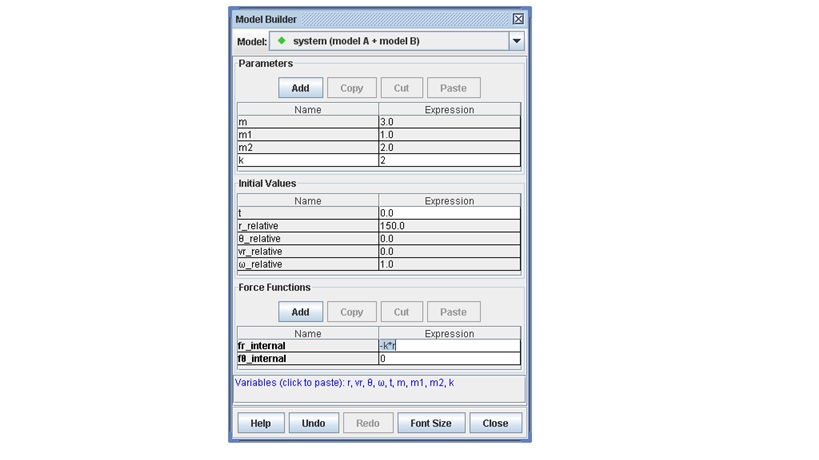 Model Builder
Model: system (model A + model B)
Parameters
Add Copy Cut Paste
Name Expression
m 3.0
m1 1.0
m2 2.0
k 2
Initial Values
Name Expression
t 0.0
r_relative 150.0
θ_relative 0.0
vr_relative 0.0
ω_relative 1.0
Force Functions
Add Copy Cut Paste
Name Expression
fr_internal -k*r
fθ_internal 0
Variables (click to paste): r, vr, θ, ω, t, m, m1, m2, k
Help Undo Redo Font Size Close